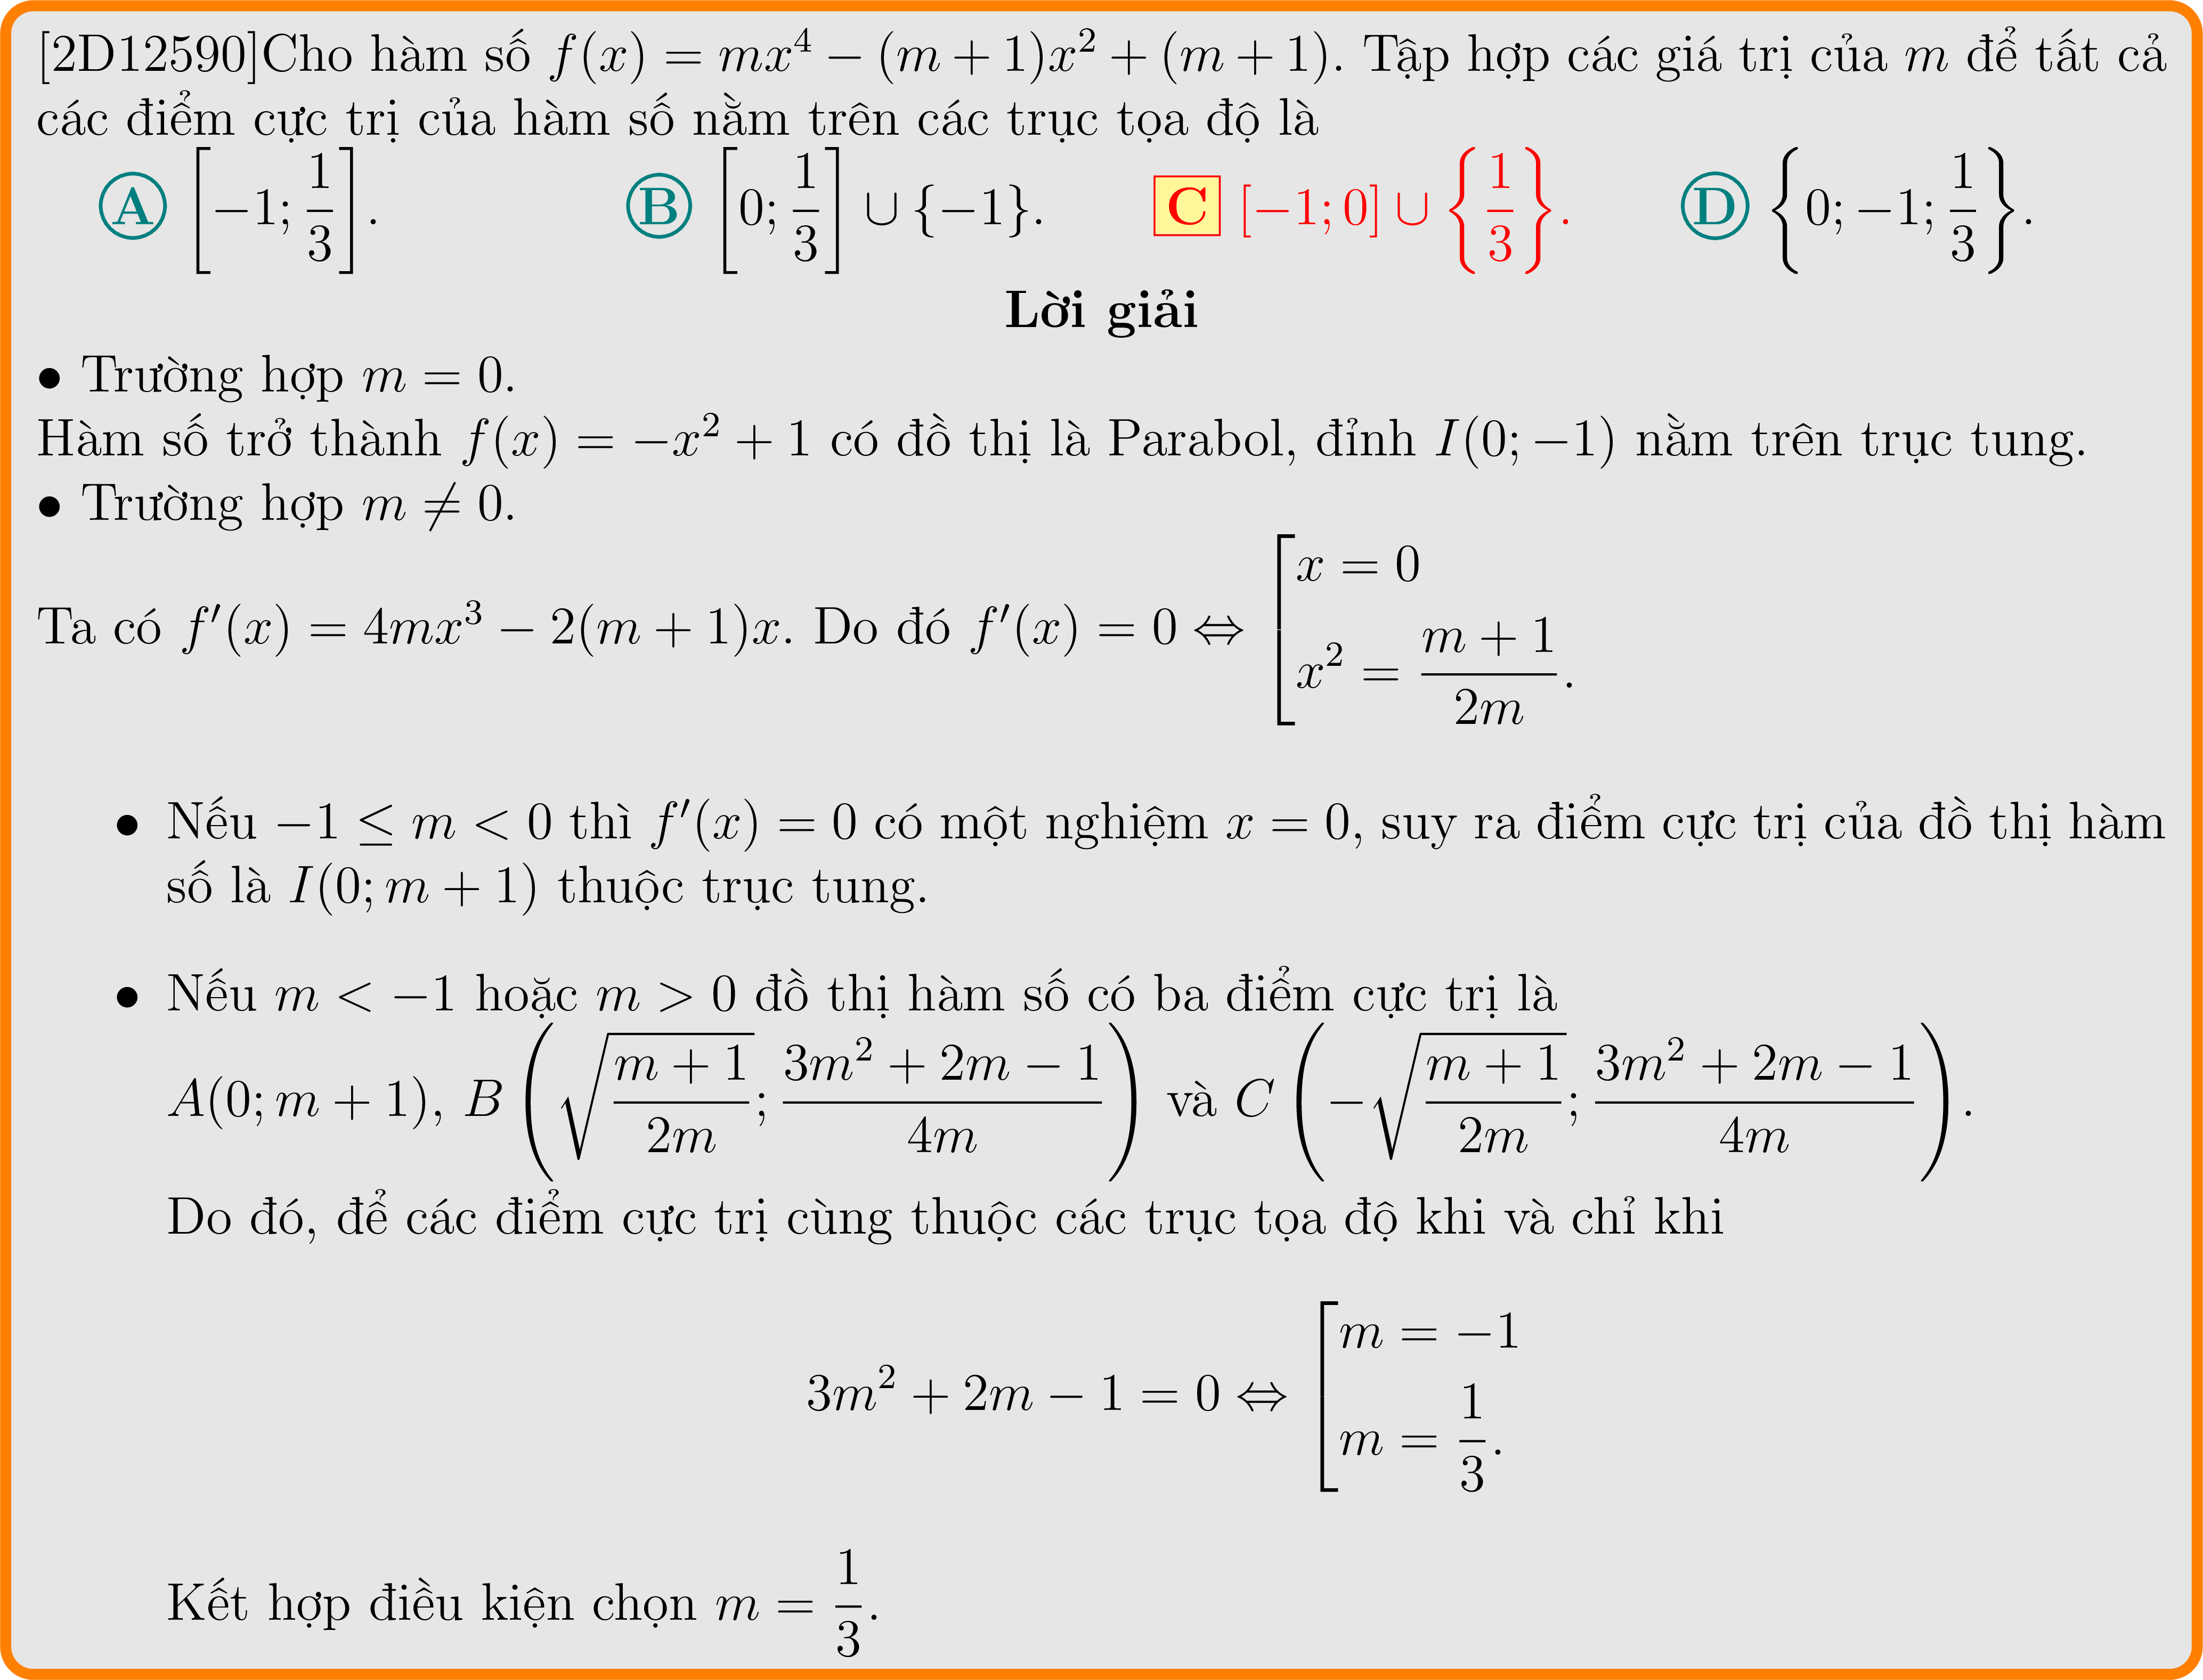 [2D12590]Cho hàm số $f(x) = mx^4 - (m+1)x^2 + (m+1)$. Tập hợp các giá trị của $m$ để tất cả
các điểm cực trị của hàm số nằm trên các trục tọa độ là
A $\left[-1; \frac{1}{3}\right]$. B $\left[0; \frac{1}{3}\right] \cup \{-1\}$. C $[-1; 0] \cup \left\{\frac{1}{3}\right\}$. D $\left\{0; -1; \frac{1}{3}\right\}$.
Lời giải
• Trường hợp $m = 0$.
Hàm số trở thành $f(x) = -x^2 + 1$ có đồ thị là Parabol, đỉnh $I(0; -1)$ nằm trên trục tung.
• Trường hợp $m \neq 0$.
Ta có $f'(x) = 4mx^3 - 2(m+1)x$. Do đó $f'(x) = 0 \Leftrightarrow \left[\begin{array}{l} x = 0 \\ x^2 = \frac{m+1}{2m}. \end{array}\right.$
• Nếu $-1 \leq m < 0$ thì $f'(x) = 0$ có một nghiệm $x = 0$, suy ra điểm cực trị của đồ thị hàm
số là $I(0; m+1)$ thuộc trục tung.
• Nếu $m < -1$ hoặc $m > 0$ đồ thị hàm số có ba điểm cực trị là
$A(0; m+1)$, $B\left(\sqrt{\frac{m+1}{2m}}; \frac{3m^2+2m-1}{4m}\right)$ và $C\left(-\sqrt{\frac{m+1}{2m}}; \frac{3m^2+2m-1}{4m}\right)$.
Do đó, để các điểm cực trị cùng thuộc các trục tọa độ khi và chỉ khi
$3m^2 + 2m - 1 = 0 \Leftrightarrow \left[\begin{array}{l} m = -1 \\ m = \frac{1}{3}. \end{array}\right.$
Kết hợp điều kiện chọn $m = \frac{1}{3}$.